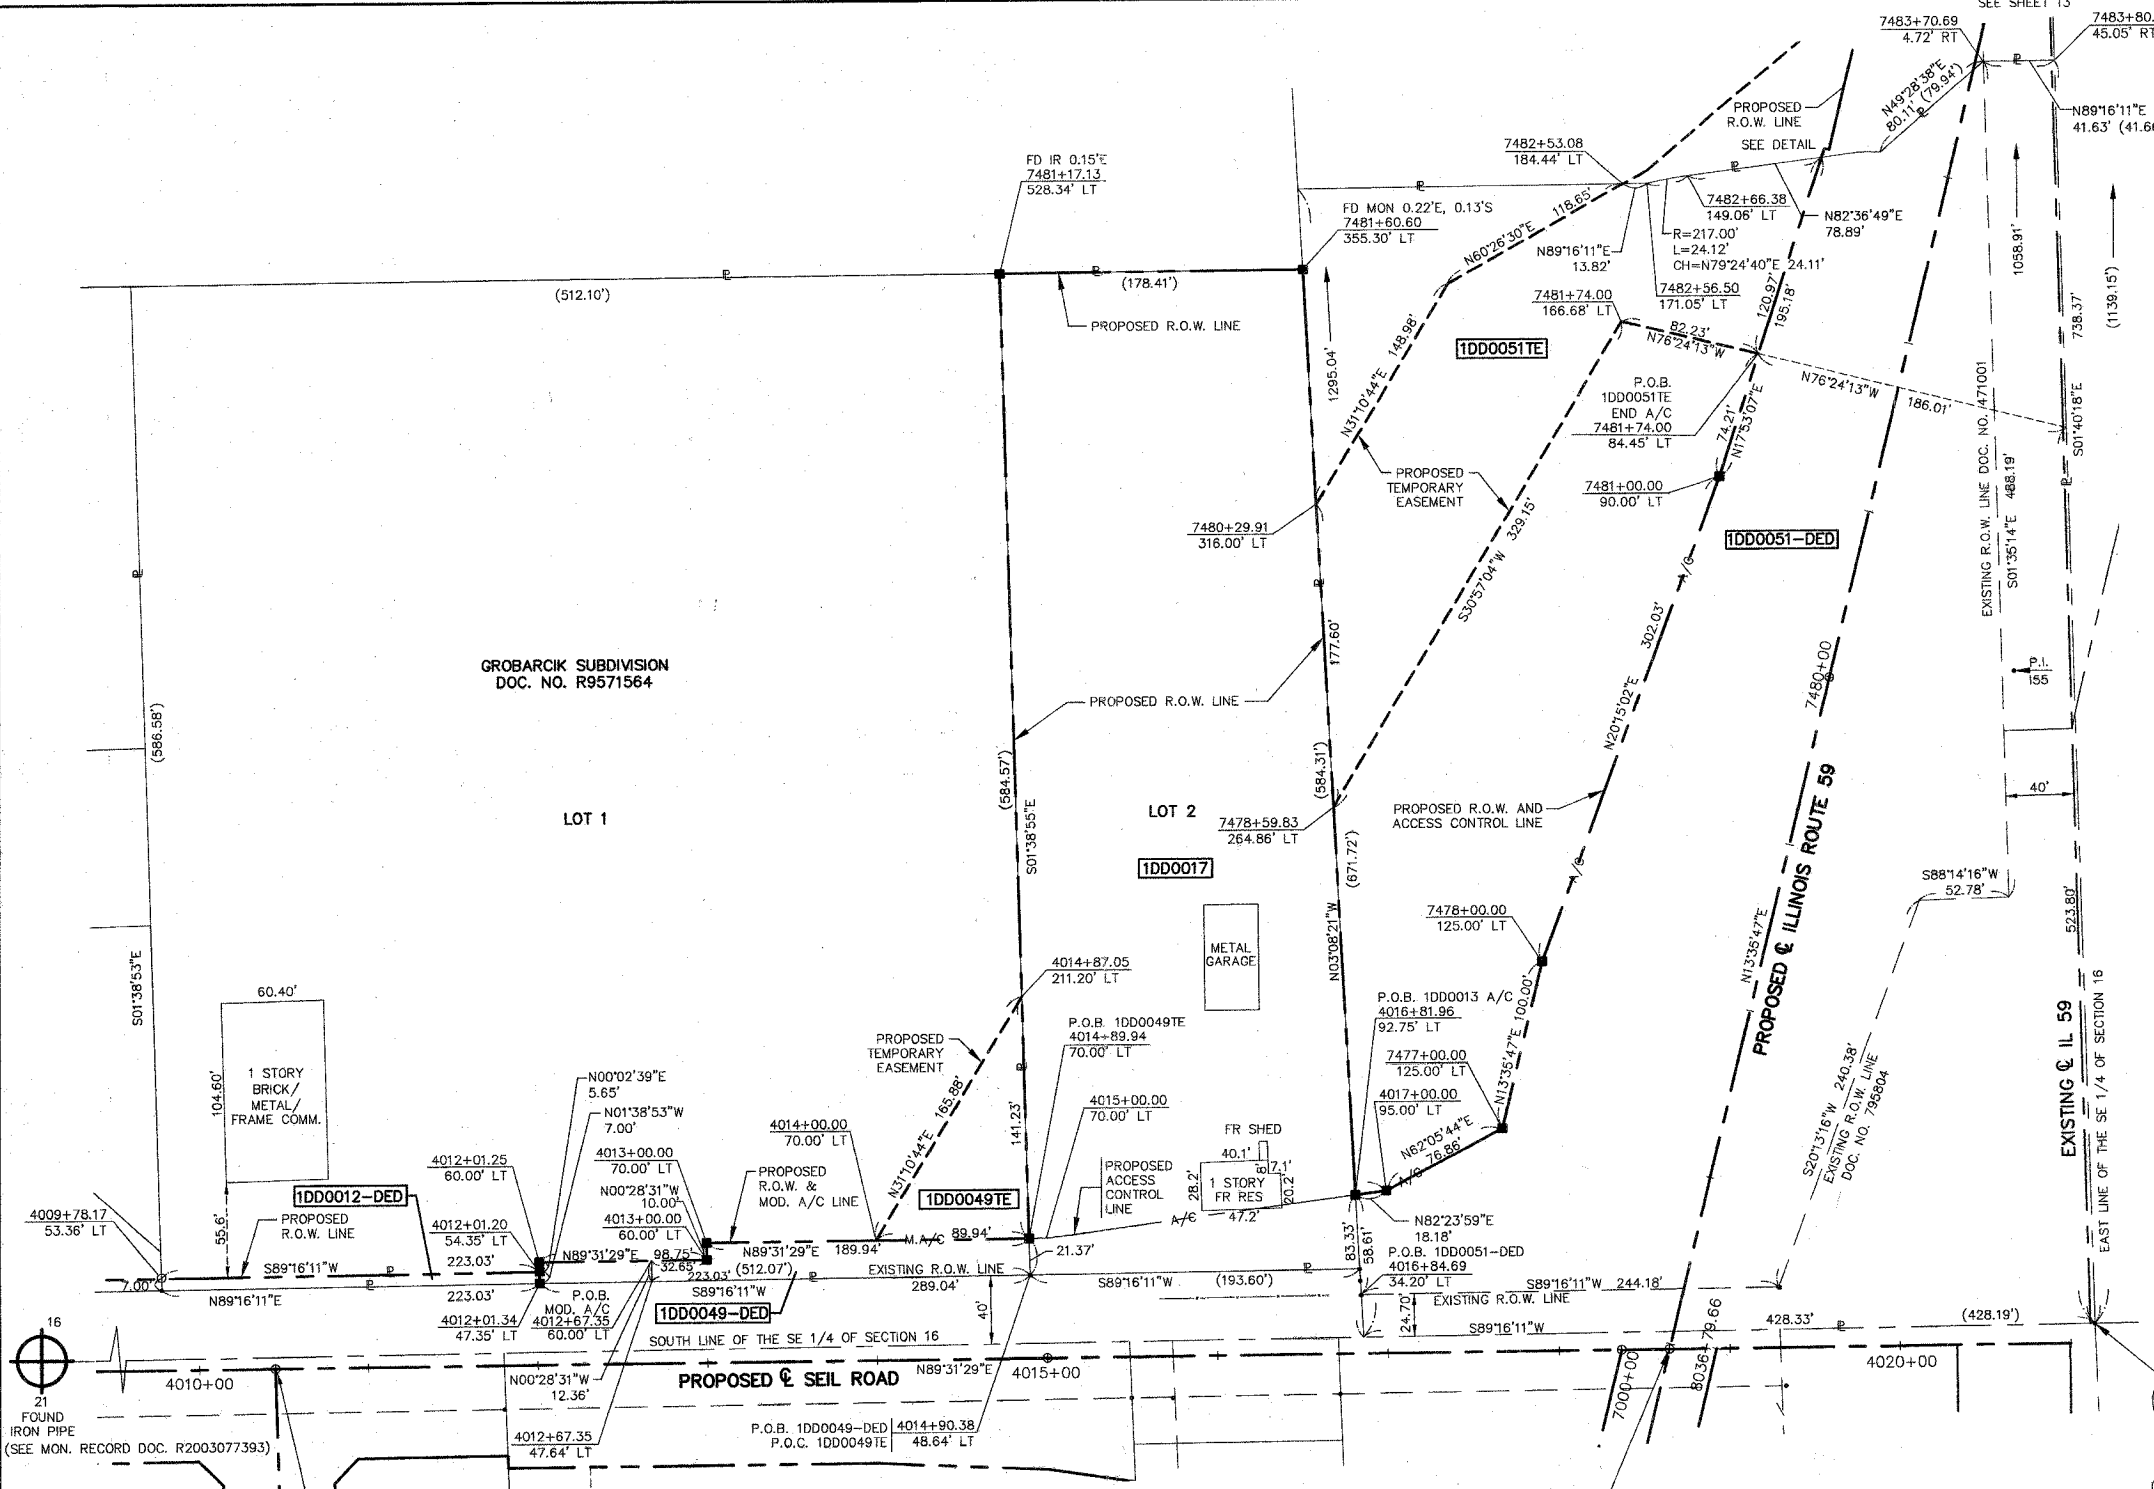 SEE SHEET 13
7483+70.69
4.72' RT
7483+80.
45.05' RT
N49°28'38"E
80.11' (79.94')
N89°16'11"E
41.63' (41.66
PROPOSED
R.O.W. LINE
SEE DETAIL
7482+53.08
184.44' LT
FD IR 0.15'E
7481+17.13
528.34' LT
FD MON 0.22'E, 0.13'S
7481+60.60
355.30' LT
N60°26'30"E 118.65'
N89°16'11"E
13.82'
R=217.00'
L=24.12'
CH=N79°24'40"E 24.11'
7482+66.38
149.06' LT
N82°36'49"E
78.89'
7482+56.50
171.05' LT
1058.91'
(1139.15')
738.37'
(512.10')
(178.41')
PROPOSED R.O.W. LINE
1295.04'
N31°10'44"E 148.98'
7481+74.00
166.68' LT
82.23'
N76°24'13"W
120.97'
195.18'
1DD0051TE
P.O.B.
1DD0051TE
END A/C
7481+74.00
84.45' LT
N76°24'13"W
186.01'
74.21'
N17°53'07"E
S01°40'18"E
EXISTING R.O.W. LINE DOC. NO. 471001
S01°35'14"E 488.19'
PROPOSED
TEMPORARY
EASEMENT
7481+00.00
90.00' LT
7480+29.91
316.00' LT
1DD0051-DED
S30°57'04"W 329.15'
A/C
302.03'
N20°15'02"E
177.60'
(586.58')
GROBARCIK SUBDIVISION
DOC. NO. R9571564
PROPOSED R.O.W. LINE
7480+00
P.I.
155
(584.57')
(584.31')
S01°38'55"E
LOT 1
LOT 2
7478+59.83
264.86' LT
PROPOSED R.O.W. AND
ACCESS CONTROL LINE
40'
1DD0017
(671.72')
A/C
N03°08'21"W
S88°14'16"W
52.78'
7478+00.00
125.00' LT
523.80'
METAL
GARAGE
N13°35'47"E
PROPOSED ℄ ILLINOIS ROUTE 59
S01°38'53"E
60.40'
104.60'
1 STORY
BRICK/
METAL/
FRAME COMM.
4014+87.05
211.20' LT
P.O.B. 1DD0013 A/C
4016+81.96
92.75' LT
N13°35'47"E 100.00'
P.O.B. 1DD0049TE
4014+89.94
70.00' LT
PROPOSED
TEMPORARY
EASEMENT
N31°10'44"E 165.88'
7477+00.00
125.00' LT
141.23'
4015+00.00
70.00' LT
4017+00.00
95.00' LT
N62°05'44"E
76.86'
A/C
S20°13'16"W 240.38'
EXISTING R.O.W. LINE
DOC. NO. 795804
EXISTING ℄ IL 59
EAST LINE OF THE SE 1/4 OF SECTION 16
N00°02'39"E
5.65'
N01°38'53"W
7.00'
4012+01.25
60.00' LT
4013+00.00
70.00' LT
N00°28'31"W
10.00'
4013+00.00
60.00' LT
4014+00.00
70.00' LT
PROPOSED
R.O.W. &
MOD. A/C LINE
1DD0049TE
PROPOSED
ACCESS
CONTROL
LINE
FR SHED
40.1'
8'
7.1'
28.2'
1 STORY
FR RES
20.2'
47.2'
A/C
N82°23'59"E
18.18'
1DD0012-DED
4009+78.17
53.36' LT
55.6'
PROPOSED
R.O.W. LINE
4012+01.20
54.35' LT
S89°16'11"W
223.03'
N89°31'29"E 98.75'
32.65'
N89°31'29"E
189.94'
M.A/C 89.94'
21.37'
83.33'
58.61'
P.O.B. 1DD0051-DED
4016+84.69
34.20' LT
7.00'
N89°16'11"E
223.03'
223.03'
S89°16'11"W
(512.07')
EXISTING R.O.W. LINE
289.04'
S89°16'11"W
(193.60')
S89°16'11"W 244.18'
EXISTING R.O.W. LINE
P.O.B.
MOD. A/C
4012+67.35
60.00' LT
4012+01.34
47.35' LT
1DD0049-DED
40'
24.70'
S89°16'11"W
428.33'
(428.19')
16
21
FOUND
IRON PIPE
(SEE MON. RECORD DOC. R2003077393)
SOUTH LINE OF THE SE 1/4 OF SECTION 16
4010+00
N00°28'31"W
12.36'
PROPOSED ℄ SEIL ROAD
N89°31'29"E
4015+00
7000+00
8036+79.66
4020+00
4012+67.35
47.64' LT
P.O.B. 1DD0049-DED
P.O.C. 1DD0049TE
4014+90.38
48.64' LT